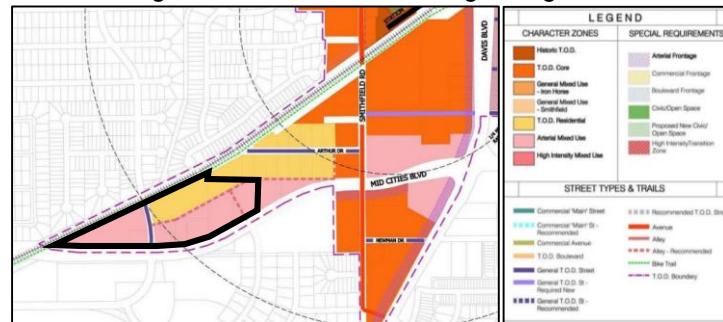 STATION
SMITHFIELD RD
DAVIS BLVD
ARTHUR DR
MID CITIES BLVD
NEWMAN DR
LEGEND
CHARACTER ZONES
Historic T.O.D.
T.O.D. Core
General Mixed Use
- Iron Horse
General Mixed Use
- Smithfield
T.O.D. Residential
Arterial Mixed Use
High Intensity Mixed Use
SPECIAL REQUIREMENTS
Arterial Frontage
Commercial Frontage
Boulevard Frontage
Civic/Open Space
Proposed New Civic/
Open Space
High IntensityTransition
Zone
STREET TYPES & TRAILS
Commercial 'Main' Street
Commercial 'Main' St -
Recommended
Commercial Avenue
T.O.D. Boulevard
General T.O.D. Street
General T.O.D. St -
Required New
General T.O.D. St -
Recommended
Recommended T.O.D. Str
Avenue
Alley
Alley - Recommended
Bike Trail
T.O.D. Boundary